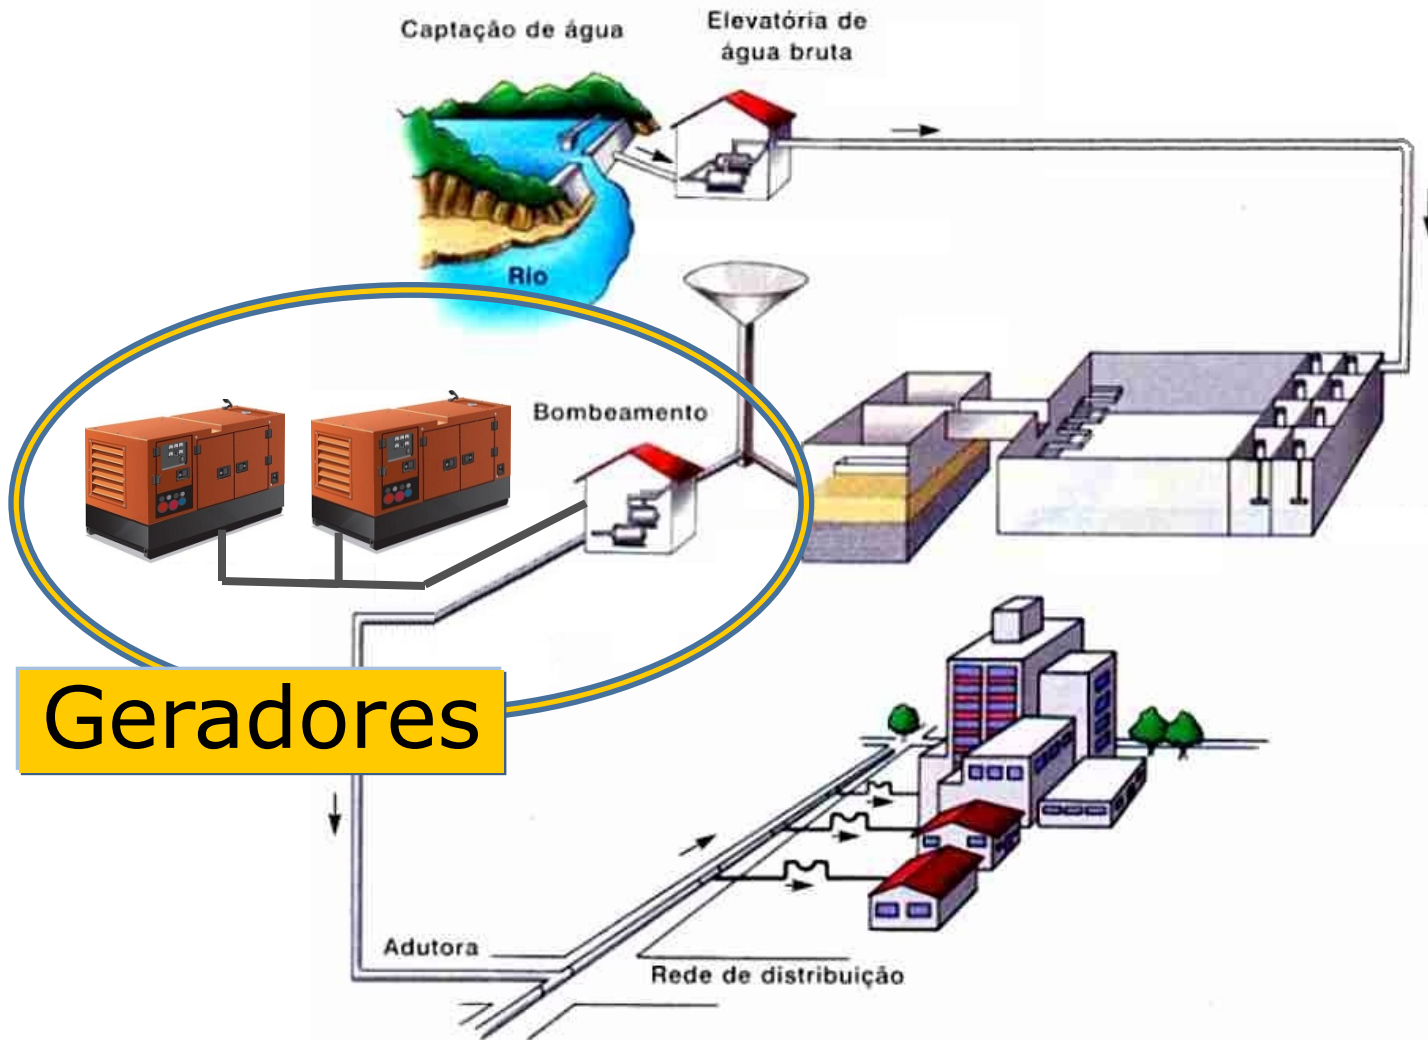 Captação de água
Elevatória de
água bruta
Rio
Bombeamento
Geradores
Adutora
Rede de distribuição